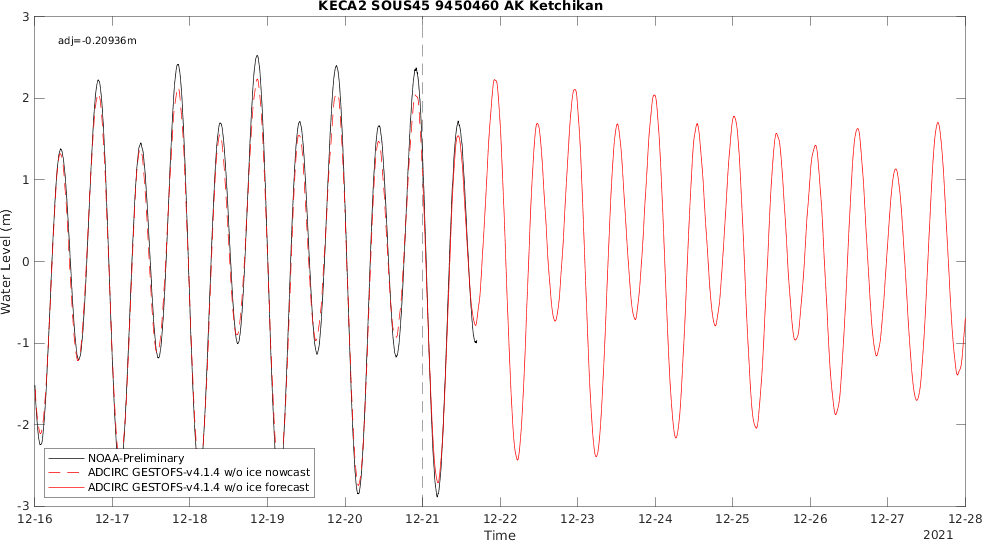 KECA2 SOUS45 9450460 AK Ketchikan
adj=-0.20936m
3
2
1
0
-1
-2
-3
Water Level (m)
NOAA-Preliminary
ADCIRC GESTOFS-v4.1.4 w/o ice nowcast
ADCIRC GESTOFS-v4.1.4 w/o ice forecast
12-16 12-17 12-18 12-19 12-20 12-21 12-22 12-23 12-24 12-25 12-26 12-27 12-28
Time
2021